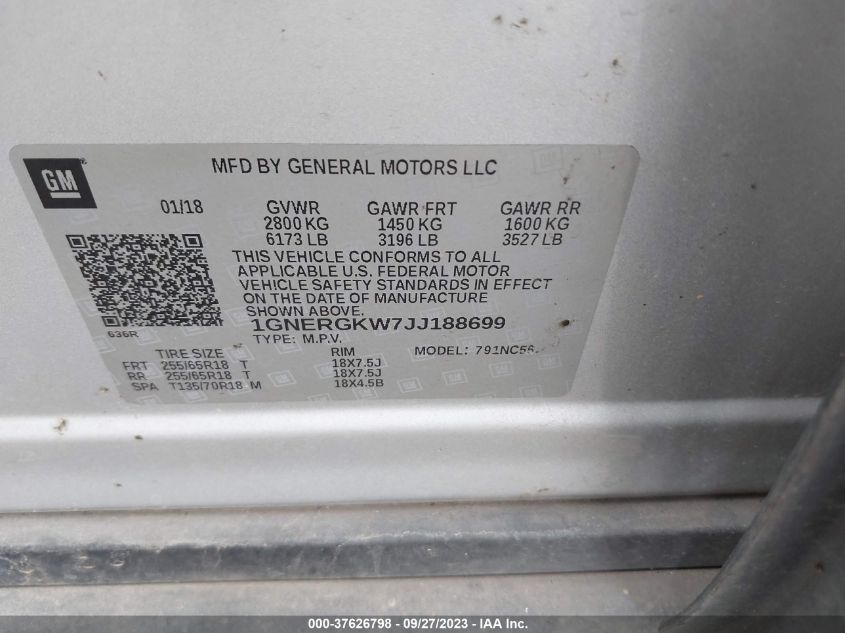 GM
MFD BY GENERAL MOTORS LLC
01/18 GVWR GAWR FRT GAWR RR
2800 KG 1450 KG 1600 KG
6173 LB 3196 LB 3527 LB
THIS VEHICLE CONFORMS TO ALL
APPLICABLE U.S. FEDERAL MOTOR
VEHICLE SAFETY STANDARDS IN EFFECT
ON THE DATE OF MANUFACTURE
SHOWN ABOVE.
636R 1GNERGKW7JJ188699
TYPE: M.P.V.
TIRE SIZE RIM MODEL: 791NC56
FRT 255/65R18 T 18X7.5J
RR 255/65R18 T 18X7.5J
SPA T135/70R18 M 18X4.5B
000-37626798 - 09/27/2023 - Copyright © 2023 - IAA, Inc.